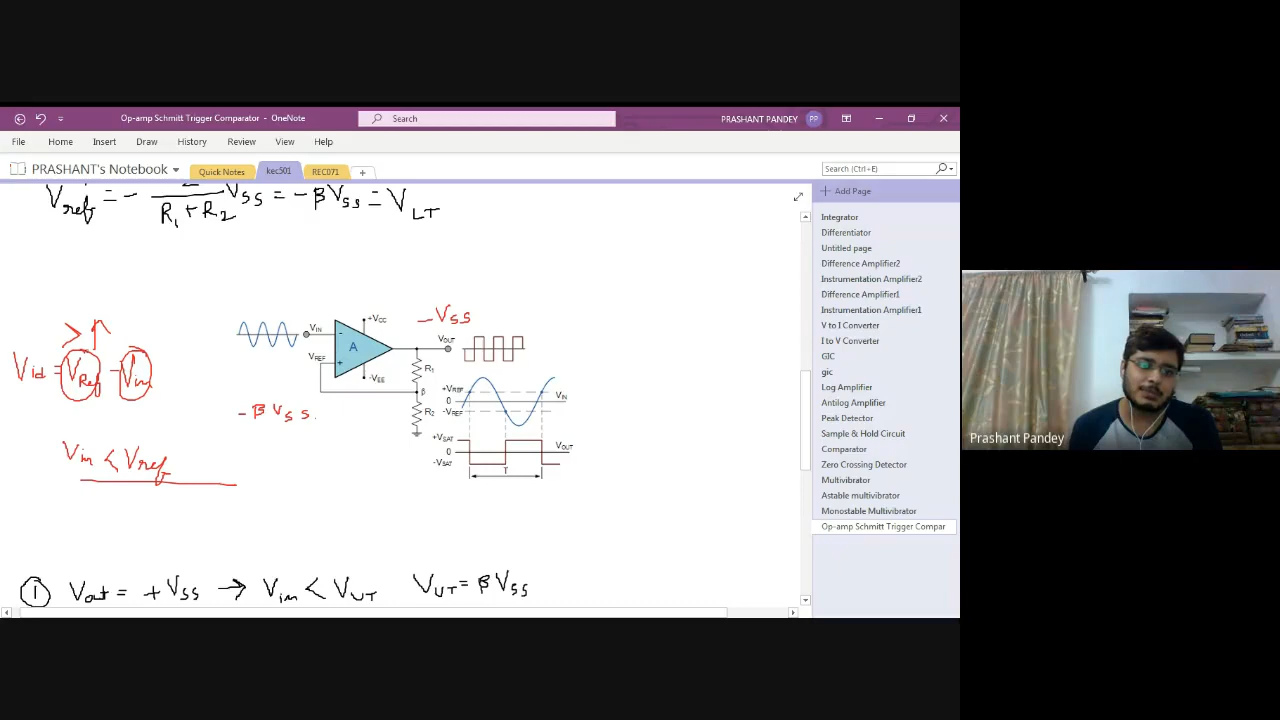 Op-amp Schmitt Trigger Comparator - OneNote
Search
PRASHANT PANDEY
PP
File Home Insert Draw History Review View Help
PRASHANT's Notebook
Quick Notes
kec501
REC071
Search (Ctrl+E)
Add Page
Integrator
Differentiator
Untitled page
Difference Amplifier2
Instrumentation Amplifier2
Difference Amplifier1
Instrumentation Amplifier1
V to I Converter
I to V Converter
GIC
gic
Log Amplifier
Antilog Amplifier
Peak Detector
Sample & Hold Circuit
Comparator
Zero Crossing Detector
Multivibrator
Astable multivibrator
Monostable Multivibrator
Op-amp Schmitt Trigger Compar
Vref = - R1+R2 VSS = -βVSS = VLT
> ↑
Vid = VRef - Vin
Vin < Vref
-VSS
-βVSS
VIN
+VCC
A
-
+
VREF
-VEE
VOUT
R1
β
R2
+VREF
0
-VREF
VIN
+VSAT
0
-VSAT
VOUT
T
① Vout = +VSS → Vin < VUT VUT = βVSS
Prashant Pandey